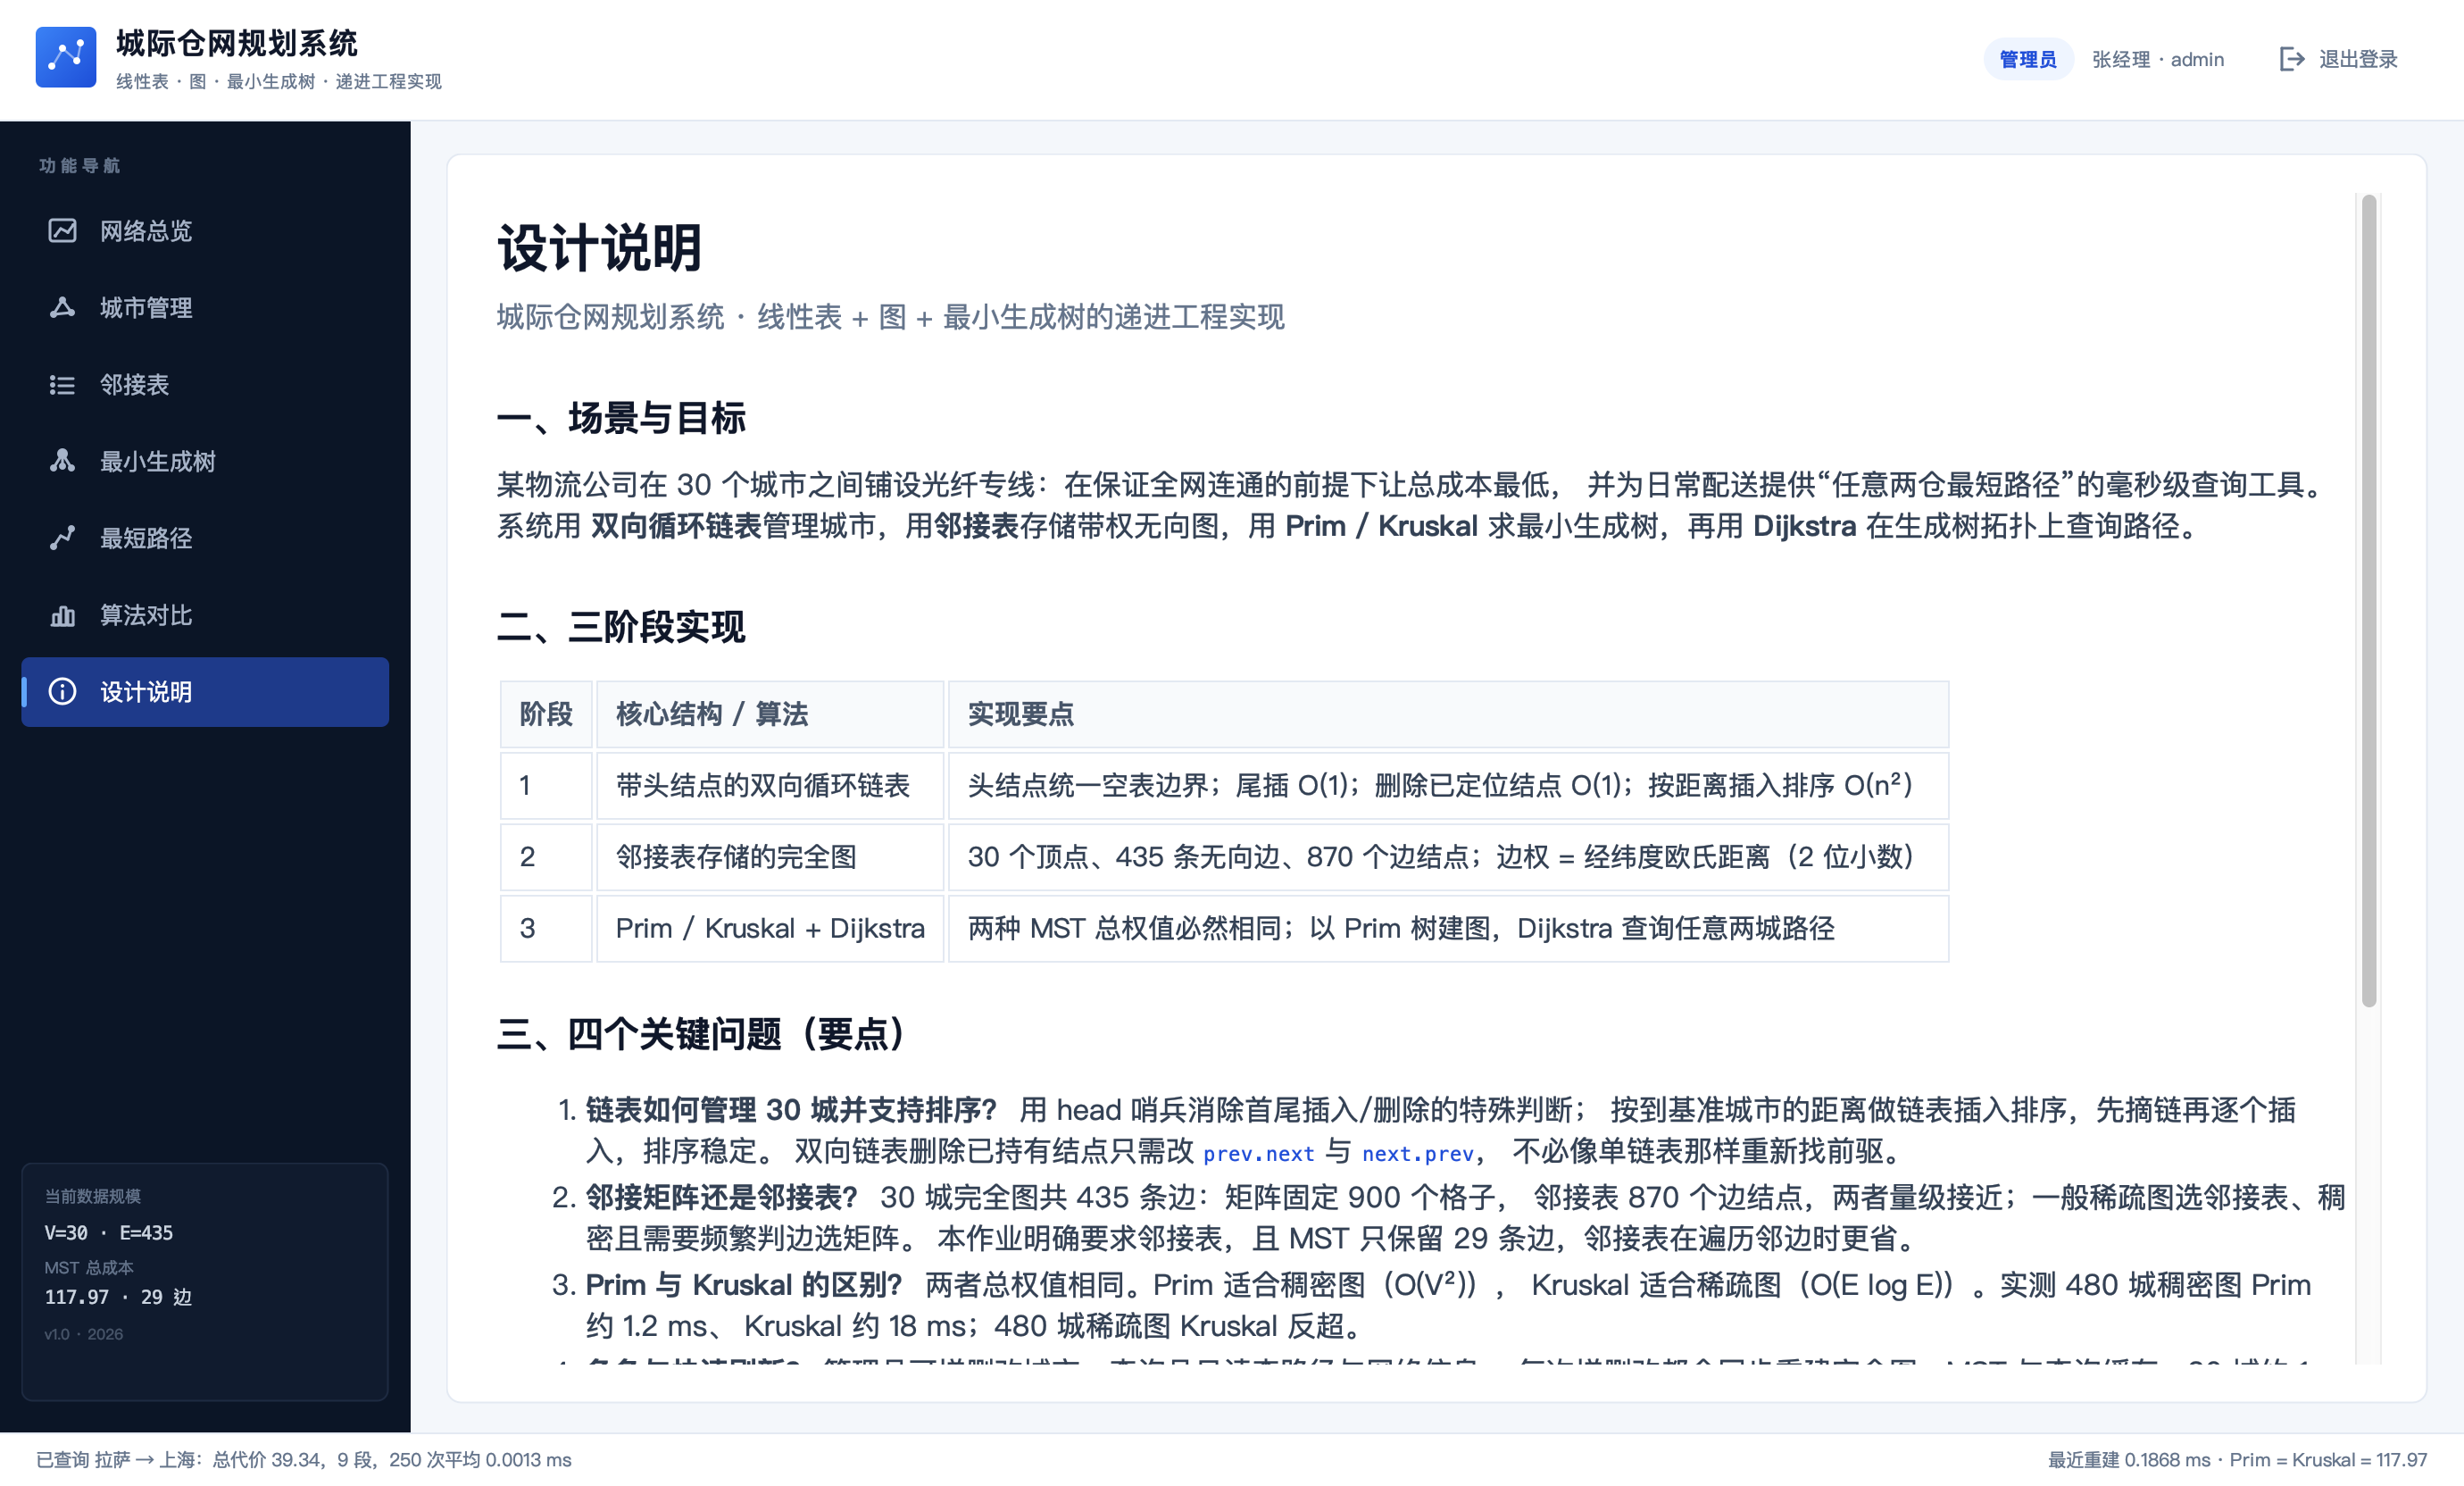 城际仓网规划系统
线性表 · 图 · 最小生成树 · 递进工程实现
管理员
张经理 · admin
退出登录
功能导航
网络总览
城市管理
邻接表
最小生成树
最短路径
算法对比
设计说明
当前数据规模
V=30 · E=435
MST 总成本
117.97 · 29 边
v1.0 · 2026
设计说明
城际仓网规划系统 · 线性表 + 图 + 最小生成树的递进工程实现
一、场景与目标
某物流公司在 30 个城市之间铺设光纤专线：在保证全网连通的前提下让总成本最低， 并为日常配送提供“任意两仓最短路径”的毫秒级查询工具。
系统用 双向循环链表管理城市，用邻接表存储带权无向图，用 Prim / Kruskal 求最小生成树，再用 Dijkstra 在生成树拓扑上查询路径。
二、三阶段实现
阶段 核心结构 / 算法 实现要点
1 带头结点的双向循环链表 头结点统一空表边界；尾插 O(1)；删除已定位结点 O(1)；按距离插入排序 O(n²)
2 邻接表存储的完全图 30 个顶点、435 条无向边、870 个边结点；边权 = 经纬度欧氏距离（2 位小数）
3 Prim / Kruskal + Dijkstra 两种 MST 总权值必然相同；以 Prim 树建图，Dijkstra 查询任意两城路径
三、四个关键问题（要点）
1. 链表如何管理 30 城并支持排序？ 用 head 哨兵消除首尾插入/删除的特殊判断； 按到基准城市的距离做链表插入排序，先摘链再逐个插
入，排序稳定。 双向链表删除已持有结点只需改 prev.next 与 next.prev， 不必像单链表那样重新找前驱。
2. 邻接矩阵还是邻接表？ 30 城完全图共 435 条边：矩阵固定 900 个格子， 邻接表 870 个边结点，两者量级接近；一般稀疏图选邻接表、稠
密且需要频繁判边选矩阵。 本作业明确要求邻接表，且 MST 只保留 29 条边，邻接表在遍历邻边时更省。
3. Prim 与 Kruskal 的区别？ 两者总权值相同。Prim 适合稠密图（O(V²)）， Kruskal 适合稀疏图（O(E log E)）。实测 480 城稠密图 Prim
约 1.2 ms、 Kruskal 约 18 ms；480 城稀疏图 Kruskal 反超。
已查询 拉萨 → 上海：总代价 39.34，9 段，250 次平均 0.0013 ms
最近重建 0.1868 ms · Prim = Kruskal = 117.97